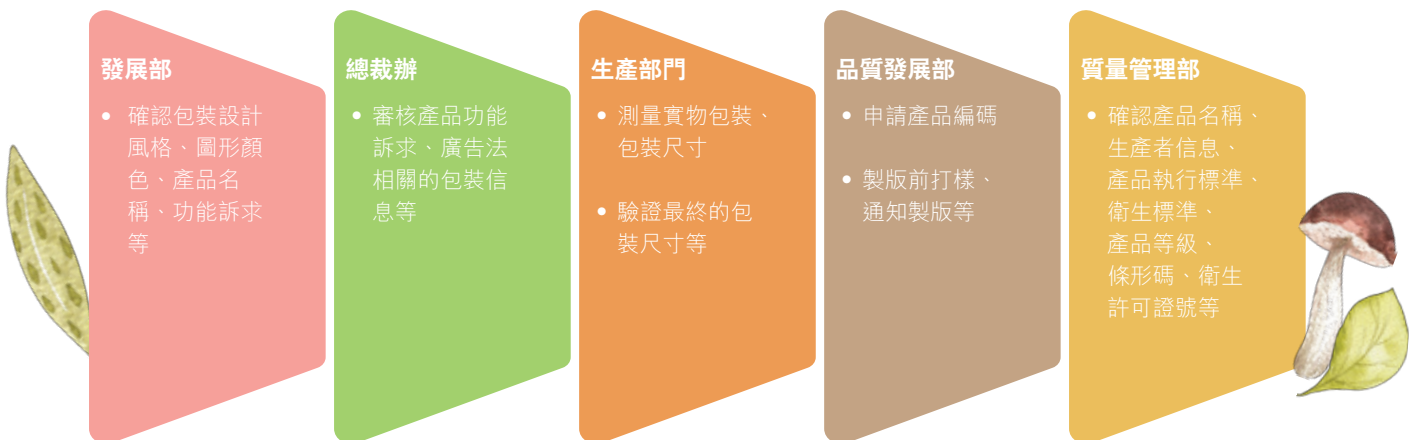 發展部
確認包裝設計
風格、圖形顏
色、產品名
稱、功能訴求
等
總裁辦
審核產品功能
訴求、廣告法
相關的包裝信
息等
生產部門
測量實物包裝、
包裝尺寸
驗證最終的包
裝尺寸等
品質發展部
申請產品編碼
製版前打樣、
通知製版等
質量管理部
確認產品名稱、
生產者信息、
產品執行標準、
衛生標準、
產品等級、
條形碼、衛生
許可證號等